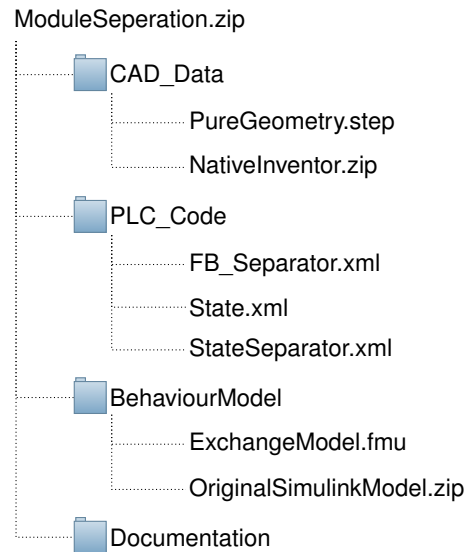 ModuleSeperation.zip
CAD_Data
PureGeometry.step
NativeInventor.zip
PLC_Code
FB_Separator.xml
State.xml
StateSeparator.xml
BehaviourModel
ExchangeModel.fmu
OriginalSimulinkModel.zip
Documentation